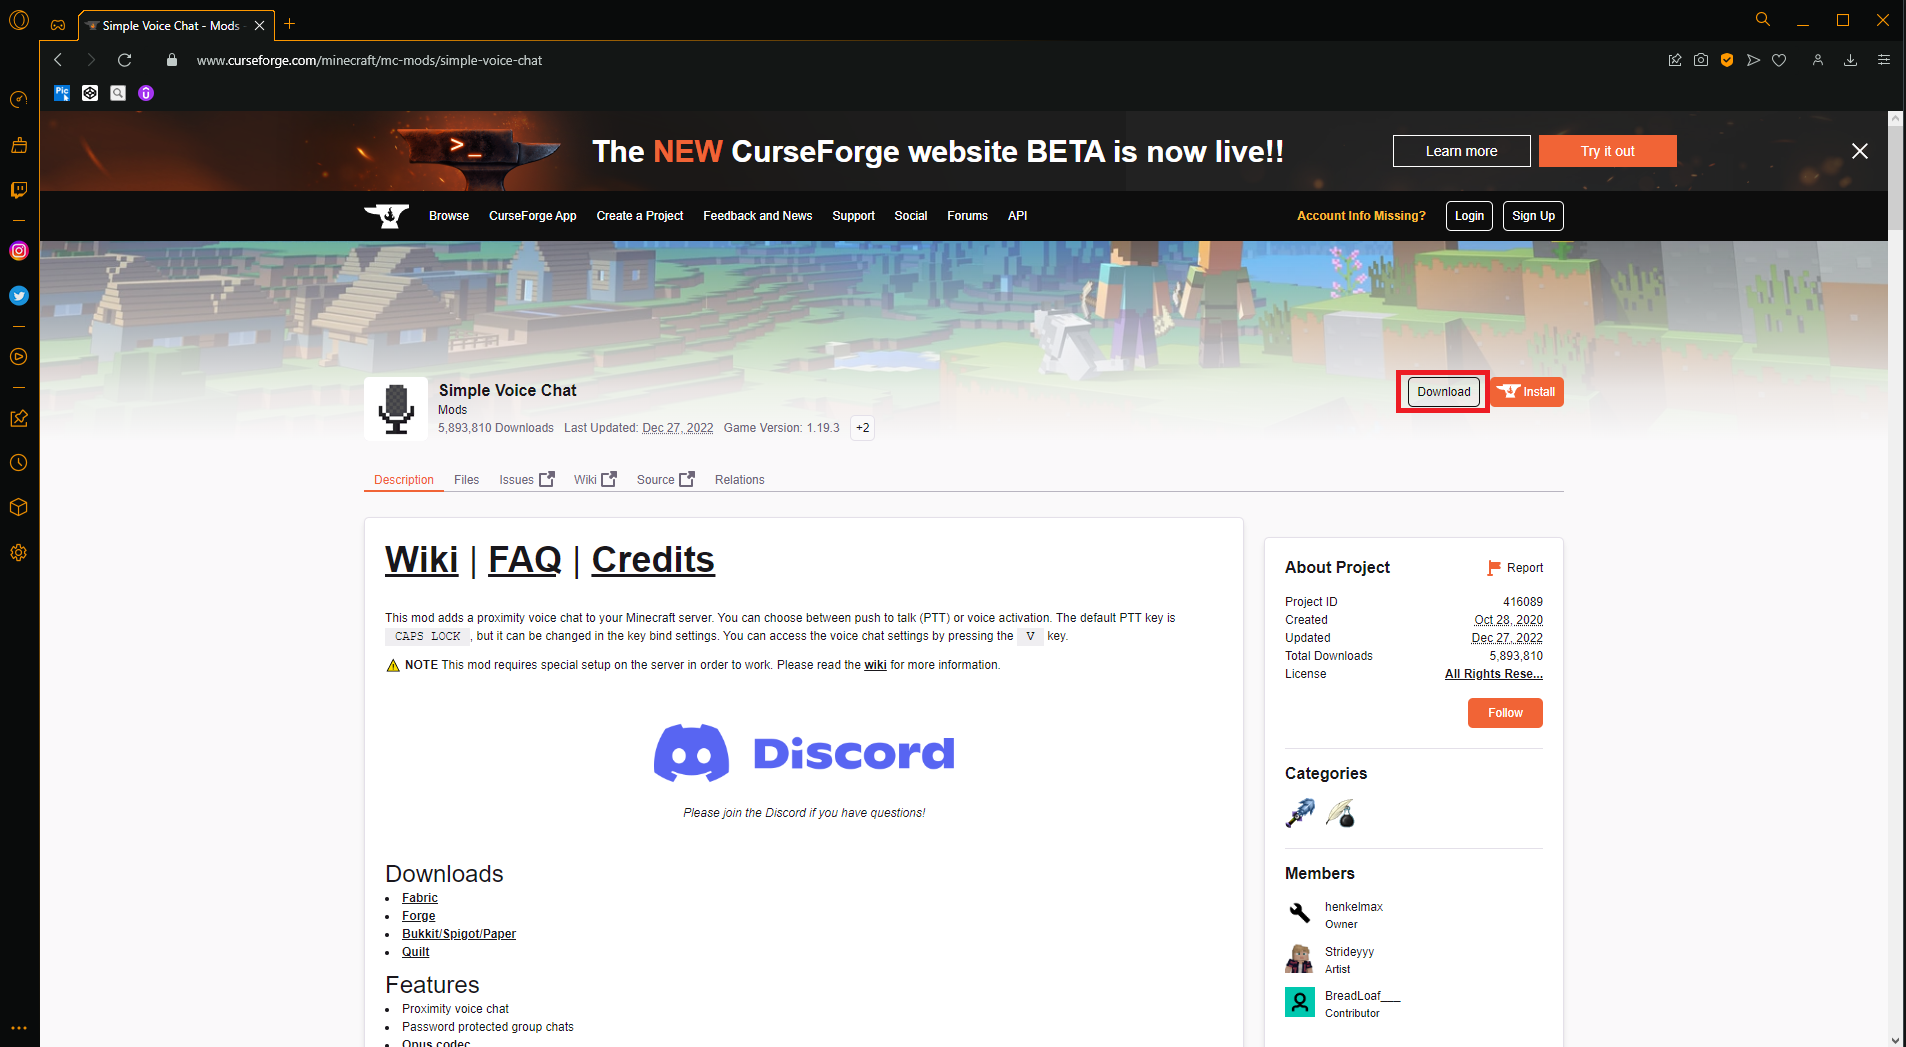 Simple Voice Chat - Mods -
www.curseforge.com/minecraft/mc-mods/simple-voice-chat
Pic
The NEW CurseForge website BETA is now live!!
Learn more
Try it out
Browse
CurseForge App
Create a Project
Feedback and News
Support
Social
Forums
API
Account Info Missing?
Login
Sign Up
Simple Voice Chat
Mods
5,893,810 Downloads Last Updated: Dec 27, 2022 Game Version: 1.19.3 +2
Download
Install
Description
Files
Issues
Wiki
Source
Relations
Wiki | FAQ | Credits
This mod adds a proximity voice chat to your Minecraft server. You can choose between push to talk (PTT) or voice activation. The default PTT key is
CAPS LOCK , but it can be changed in the key bind settings. You can access the voice chat settings by pressing the V key.
NOTE This mod requires special setup on the server in order to work. Please read the wiki for more information.
Discord
Please join the Discord if you have questions!
Downloads
Fabric
Forge
Bukkit/Spigot/Paper
Quilt
Features
Proximity voice chat
Password protected group chats
Opus codec
About Project
Report
Project ID 416089
Created Oct 28, 2020
Updated Dec 27, 2022
Total Downloads 5,893,810
License All Rights Rese...
Follow
Categories
Members
henkelmax
Owner
Strideyyy
Artist
BreadLoaf___
Contributor